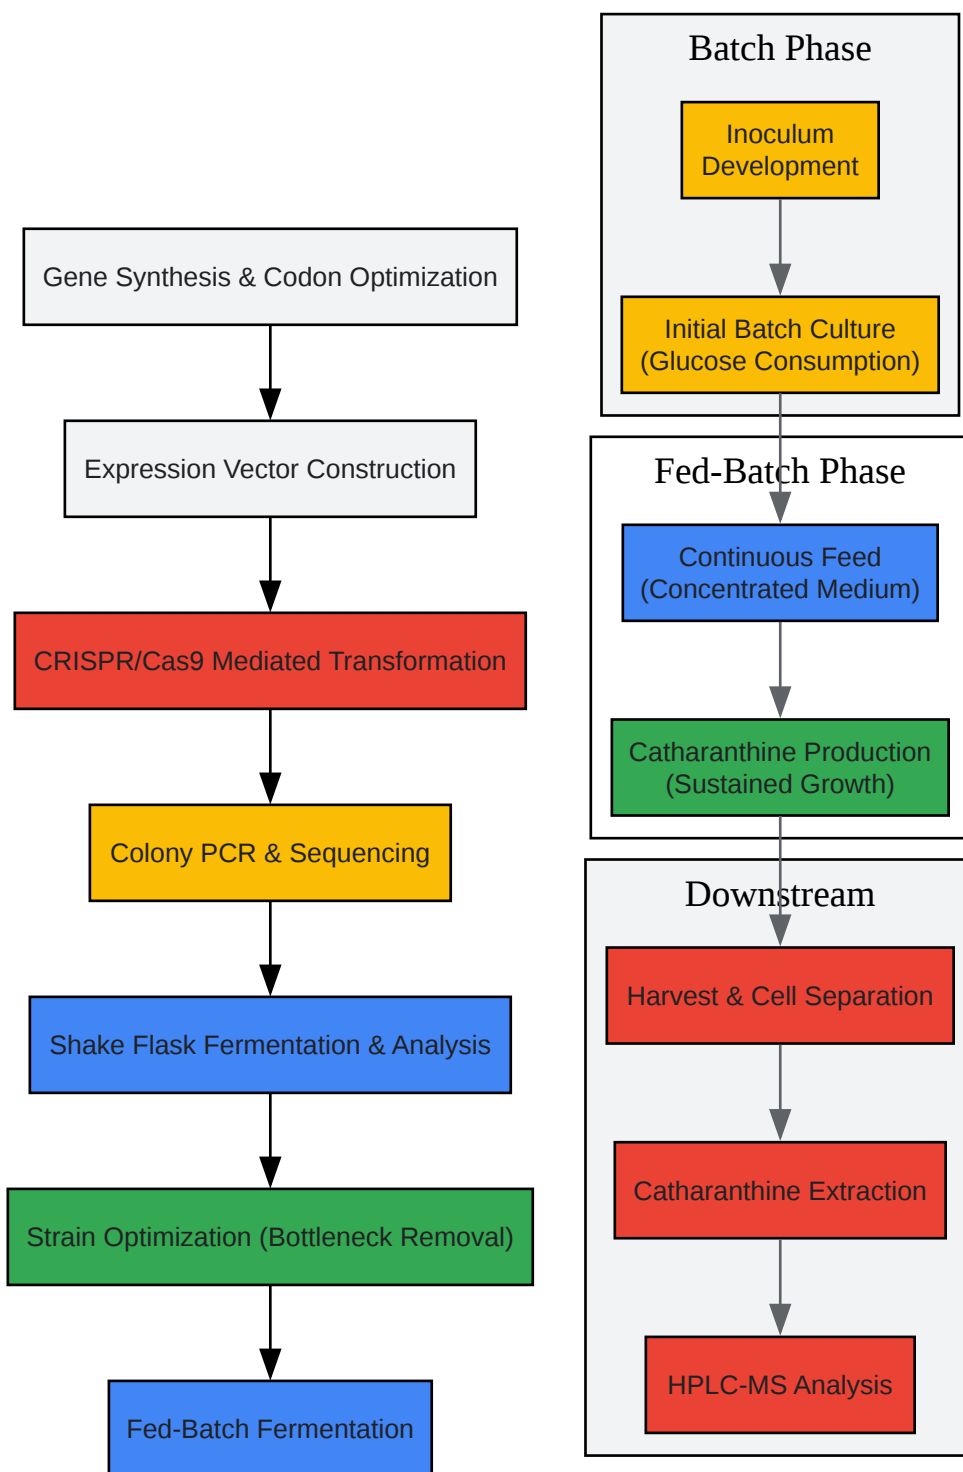 Gene Synthesis & Codon Optimization
Expression Vector Construction
CRISPR/Cas9 Mediated Transformation
Colony PCR & Sequencing
Shake Flask Fermentation & Analysis
Strain Optimization (Bottleneck Removal)
Fed-Batch Fermentation
Batch Phase
Inoculum
Development
Initial Batch Culture
(Glucose Consumption)
Fed-Batch Phase
Continuous Feed
(Concentrated Medium)
Catharanthine Production
(Sustained Growth)
Downstream
Harvest & Cell Separation
Catharanthine Extraction
HPLC-MS Analysis